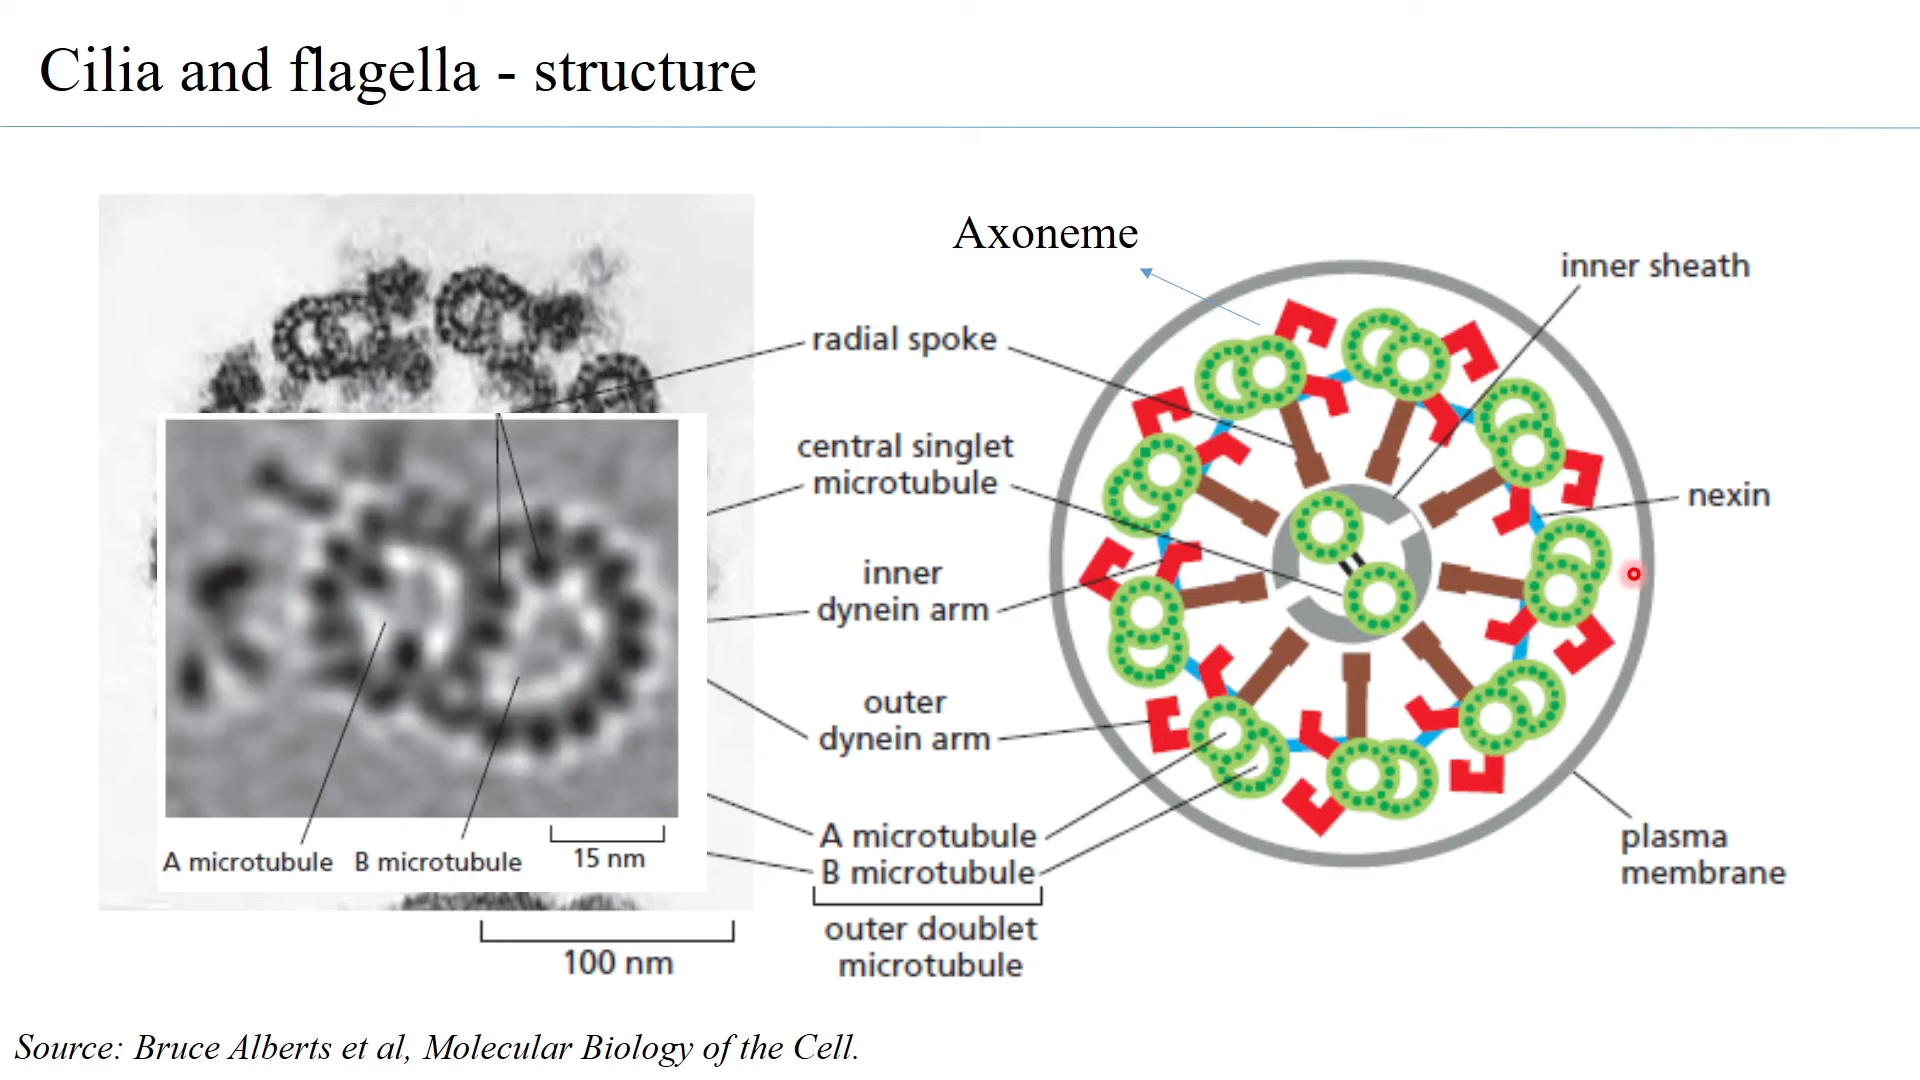 Cilia and flagella - structure
Axoneme
inner sheath
radial spoke
central singlet
microtubule
nexin
inner
dynein arm
outer
dynein arm
A microtubule
B microtubule
outer doublet
microtubule
plasma
membrane
A microtubule
B microtubule
15 nm
100 nm
Source: Bruce Alberts et al, Molecular Biology of the Cell.